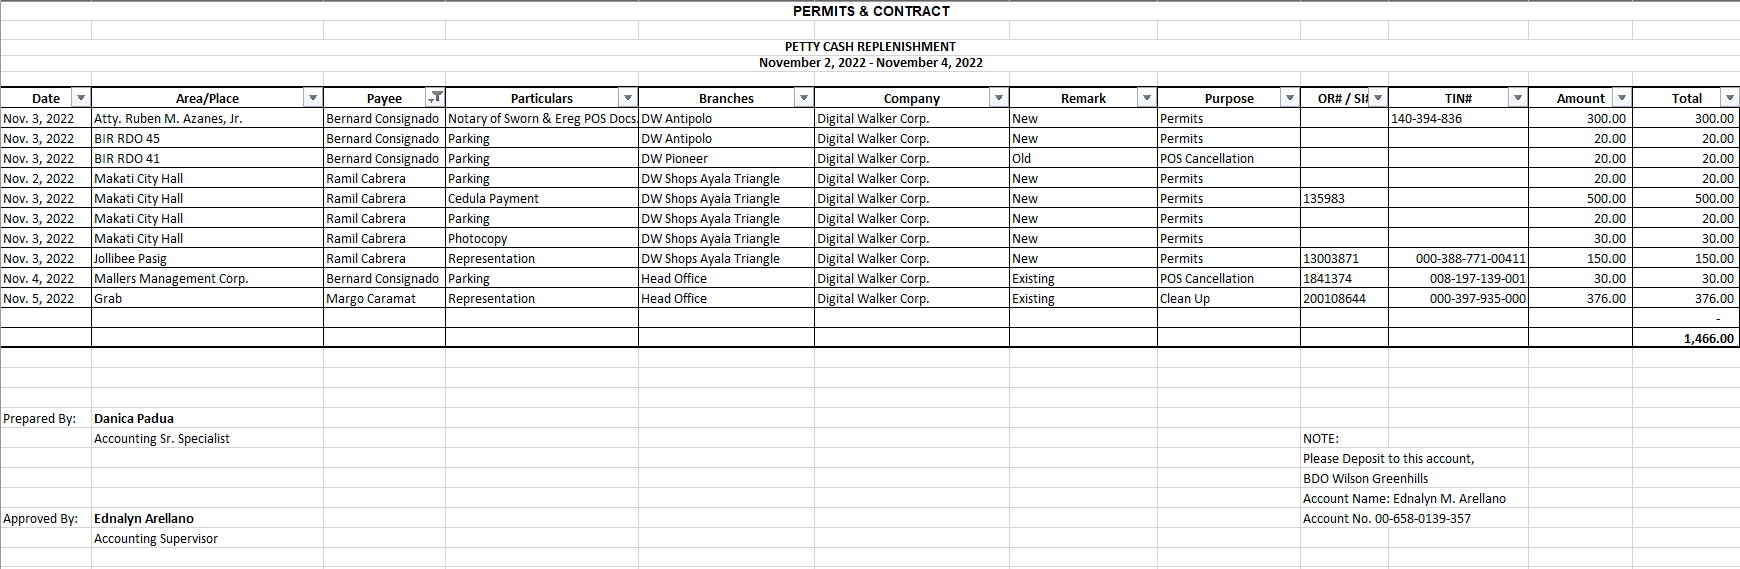 PERMITS & CONTRACT
PETTY CASH REPLENISHMENT
November 2, 2022 - November 4, 2022
Date Area/Place Payee Particulars Branches Company Remark Purpose OR# / SI# TIN# Amount Total
Nov. 3, 2022 Atty. Ruben M. Azanes, Jr. Bernard Consignado Notary of Sworn & Ereg POS Docs. DW Antipolo Digital Walker Corp. New Permits 140-394-836 300.00 300.00
Nov. 3, 2022 BIR RDO 45 Bernard Consignado Parking DW Antipolo Digital Walker Corp. New Permits 20.00 20.00
Nov. 3, 2022 BIR RDO 41 Bernard Consignado Parking DW Pioneer Digital Walker Corp. Old POS Cancellation 20.00 20.00
Nov. 2, 2022 Makati City Hall Ramil Cabrera Parking DW Shops Ayala Triangle Digital Walker Corp. New Permits 20.00 20.00
Nov. 3, 2022 Makati City Hall Ramil Cabrera Cedula Payment DW Shops Ayala Triangle Digital Walker Corp. New Permits 135983 500.00 500.00
Nov. 3, 2022 Makati City Hall Ramil Cabrera Parking DW Shops Ayala Triangle Digital Walker Corp. New Permits 20.00 20.00
Nov. 3, 2022 Makati City Hall Ramil Cabrera Photocopy DW Shops Ayala Triangle Digital Walker Corp. New Permits 30.00 30.00
Nov. 3, 2022 Jollibee Pasig Ramil Cabrera Representation DW Shops Ayala Triangle Digital Walker Corp. New Permits 13003871 000-388-771-00411 150.00 150.00
Nov. 4, 2022 Mallers Management Corp. Bernard Consignado Parking Head Office Digital Walker Corp. Existing POS Cancellation 1841374 008-197-139-001 30.00 30.00
Nov. 5, 2022 Grab Margo Caramat Representation Head Office Digital Walker Corp. Existing Clean Up 200108644 000-397-935-000 376.00 376.00
-
1,466.00
Prepared By: Danica Padua
Accounting Sr. Specialist
NOTE:
Please Deposit to this account,
BDO Wilson Greenhills
Account Name: Ednalyn M. Arellano
Approved By: Ednalyn Arellano
Account No. 00-658-0139-357
Accounting Supervisor